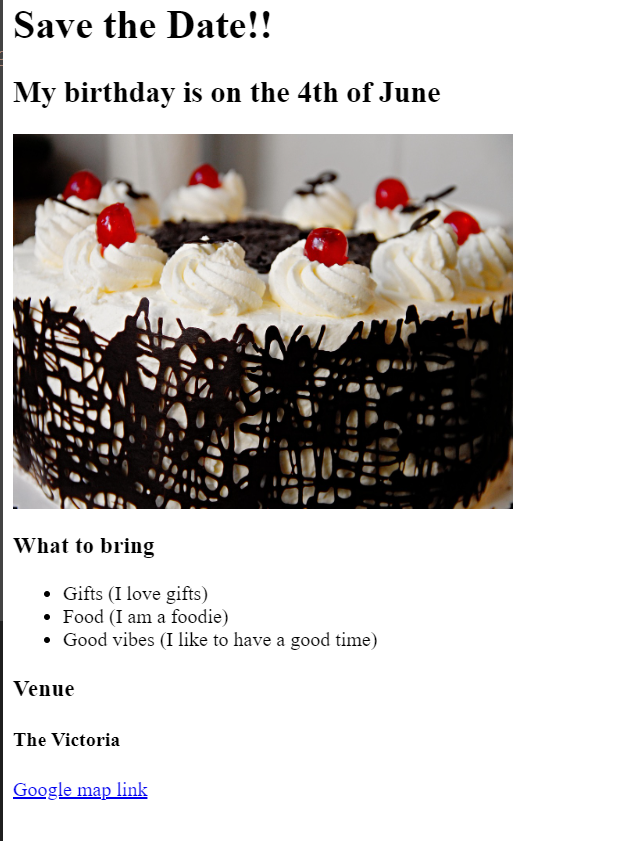 Save the Date!!
My birthday is on the 4th of June
What to bring
Gifts (I love gifts)
Food (I am a foodie)
Good vibes (I like to have a good time)
Venue
The Victoria
Google map link